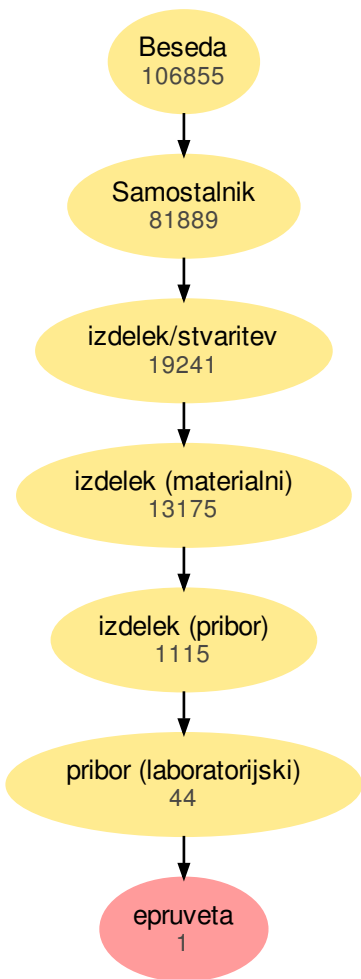 Beseda
106855
Samostalnik
81889
izdelek/stvaritev
19241
izdelek (materialni)
13175
izdelek (pribor)
1115
pribor (laboratorijski)
44
epruveta
1